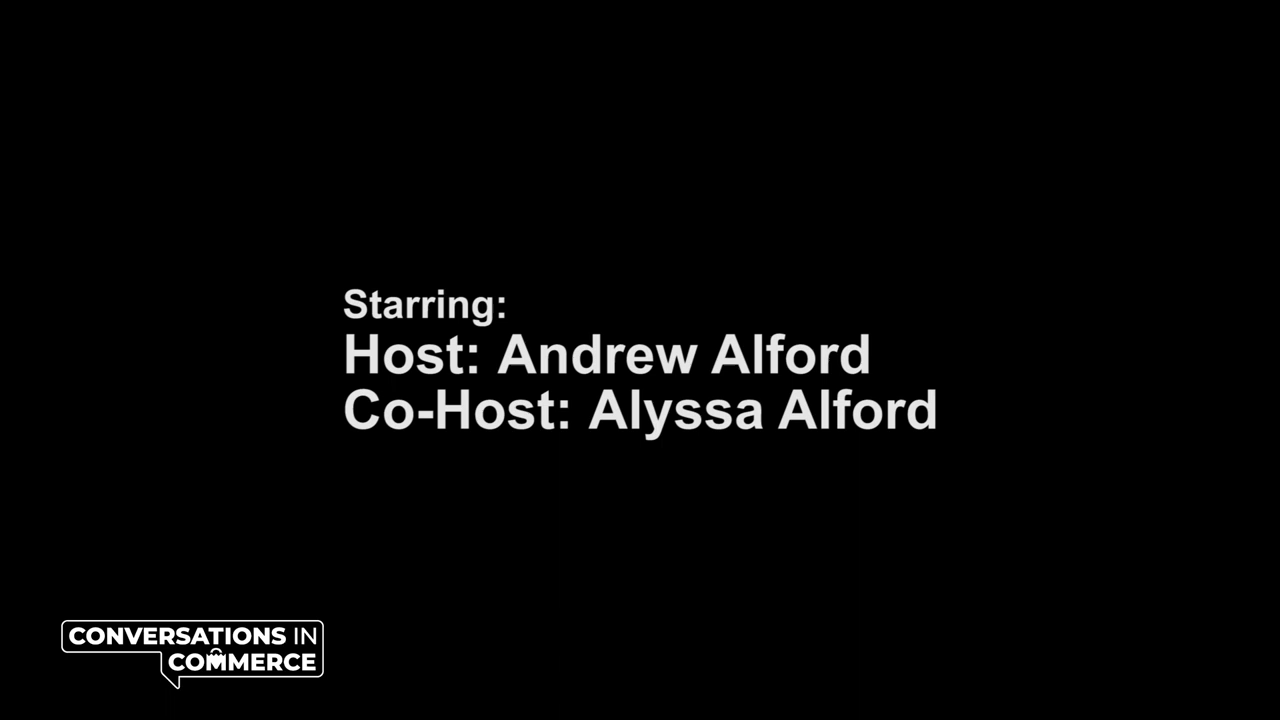 Starring:
Host: Andrew Alford
Co-Host: Alyssa Alford
CONVERSATIONS IN
COMMERCE